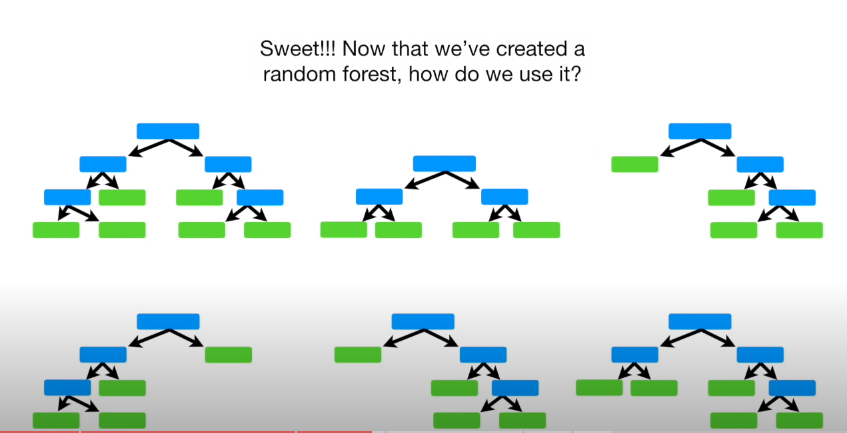 Sweet!!! Now that we’ve created a
random forest, how do we use it?